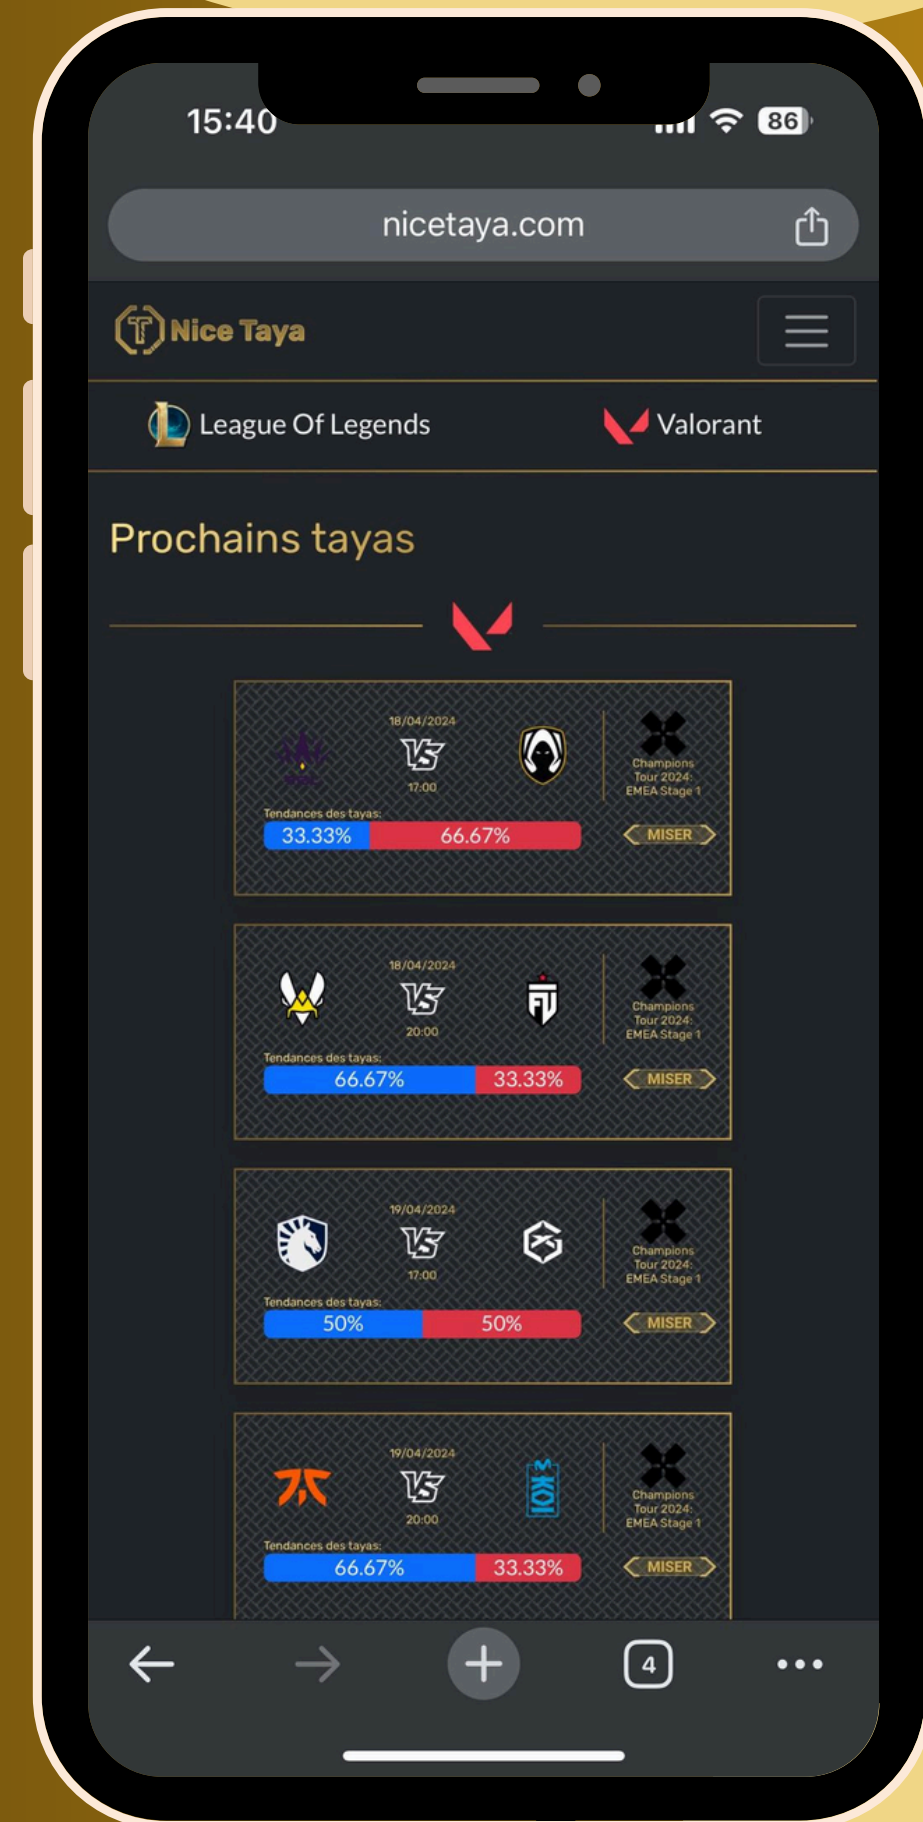 15:40
86
nicetaya.com
Nice Taya
League Of Legends
Valorant
Prochains tayas
18/04/2024
VS
17:00
Champions
Tour 2024:
EMEA Stage 1
Tendances des tayas:
33.33%
66.67%
MISER
18/04/2024
VS
20:00
Champions
Tour 2024:
EMEA Stage 1
Tendances des tayas:
66.67%
33.33%
MISER
19/04/2024
VS
17:00
Champions
Tour 2024:
EMEA Stage 1
Tendances des tayas:
50%
50%
MISER
19/04/2024
VS
20:00
KOI
Champions
Tour 2024:
EMEA Stage 1
Tendances des tayas:
66.67%
33.33%
MISER
4